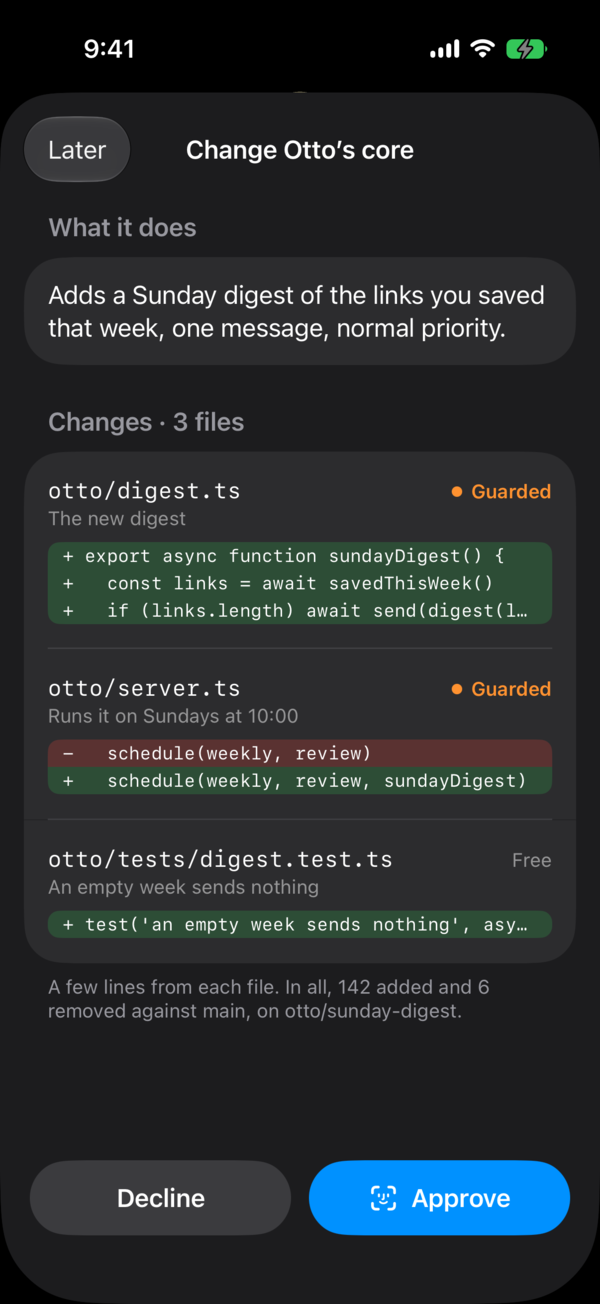 9:41
Later
Change Otto’s core
What it does
Adds a Sunday digest of the links you saved
that week, one message, normal priority.
Changes · 3 files
otto/digest.ts
Guarded
The new digest
+ export async function sundayDigest() {
+   const links = await savedThisWeek()
+   if (links.length) await send(digest(l…
otto/server.ts
Guarded
Runs it on Sundays at 10:00
−   schedule(weekly, review)
+   schedule(weekly, review, sundayDigest)
otto/tests/digest.test.ts
Free
An empty week sends nothing
+ test('an empty week sends nothing', asy…
A few lines from each file. In all, 142 added and 6
removed against main, on otto/sunday-digest.
Decline
Approve